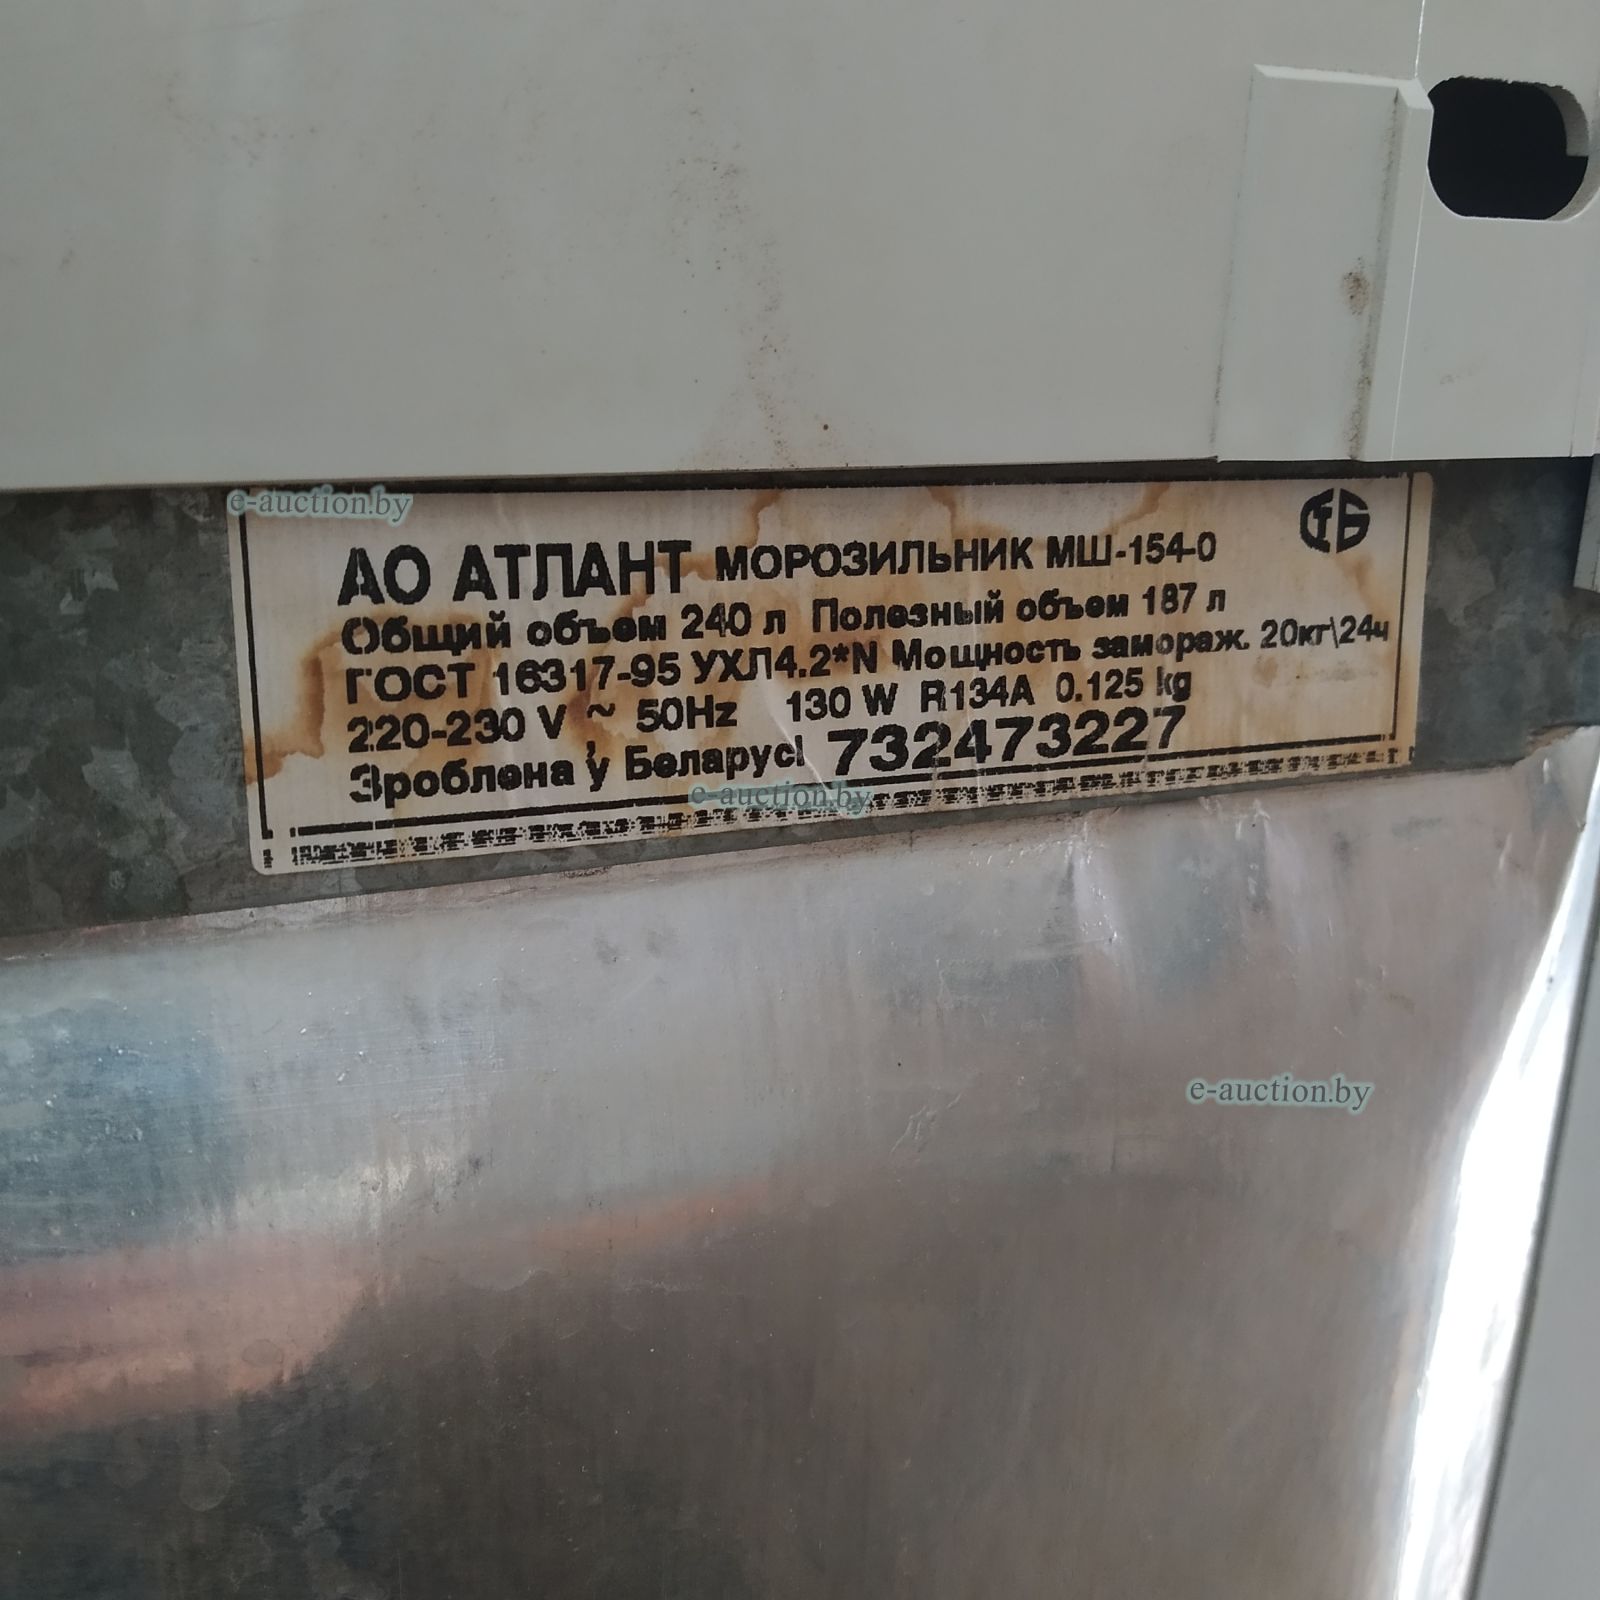 e-auction.by
АО АТЛАНТ МОРОЗИЛЬНИК МШ-154-0
Общий объем 240 л Полезный объем 187 л
ГОСТ 16317-95 УХЛ4.2*N Мощность замораж. 20кг\24ч
220-230 V ~ 50Hz 130 W R134A 0.125 kg
Зроблена ў Беларусі 732473227
e-auction.by
e-auction.by